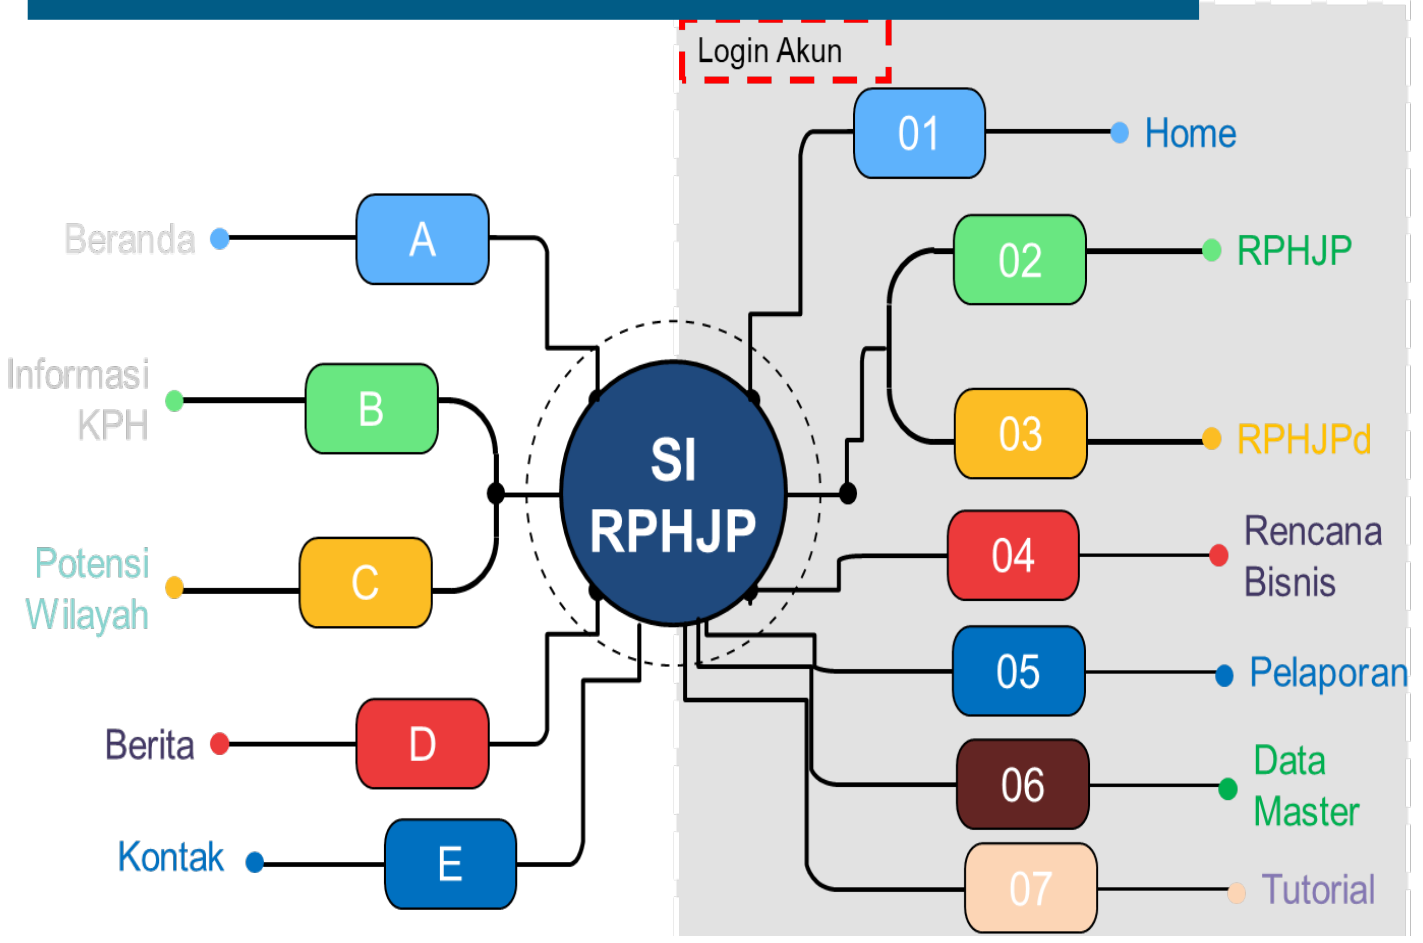 Login Akun
01
Home
Beranda
A
02
RPHJP
Informasi
KPH
B
03
RPHJPd
SI
RPHJP
Potensi
Wilayah
C
04
Rencana
Bisnis
05
Pelaporan
Berita
D
06
Data
Master
Kontak
E
07
Tutorial